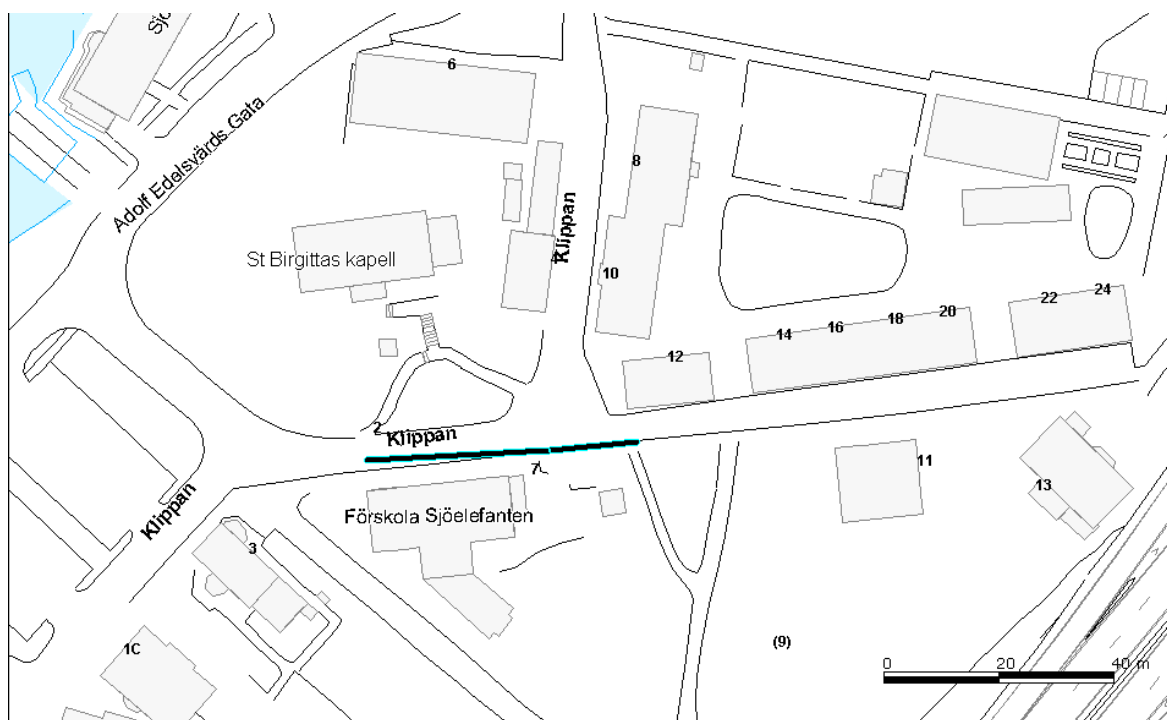 Sjö
6
Adolf Edelsvärds Gata
8
Klippan
4
St Birgittas kapell
10
24
22
20
18
16
14
12
2
Klippan
7
11
13
Klippan
Förskola Sjöelefanten
3
1C
(9)
0 20 40 m